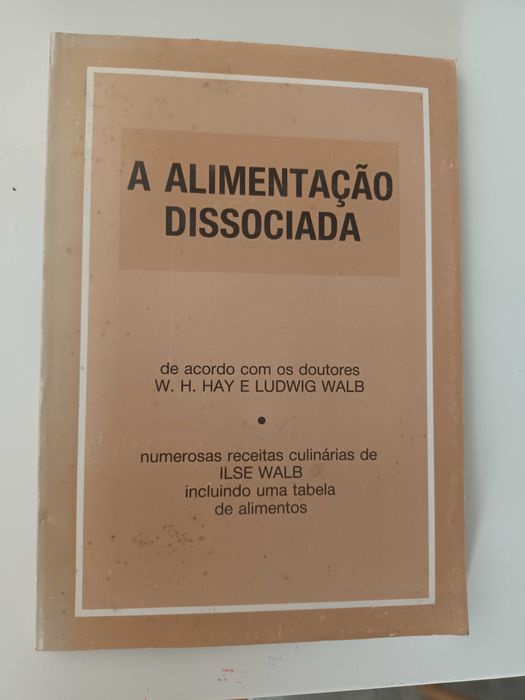 A ALIMENTAÇÃO
DISSOCIADA
de acordo com os doutores
W. H. HAY E LUDWIG WALB
•
numerosas receitas culinárias de
ILSE WALB
incluindo uma tabela
de alimentos